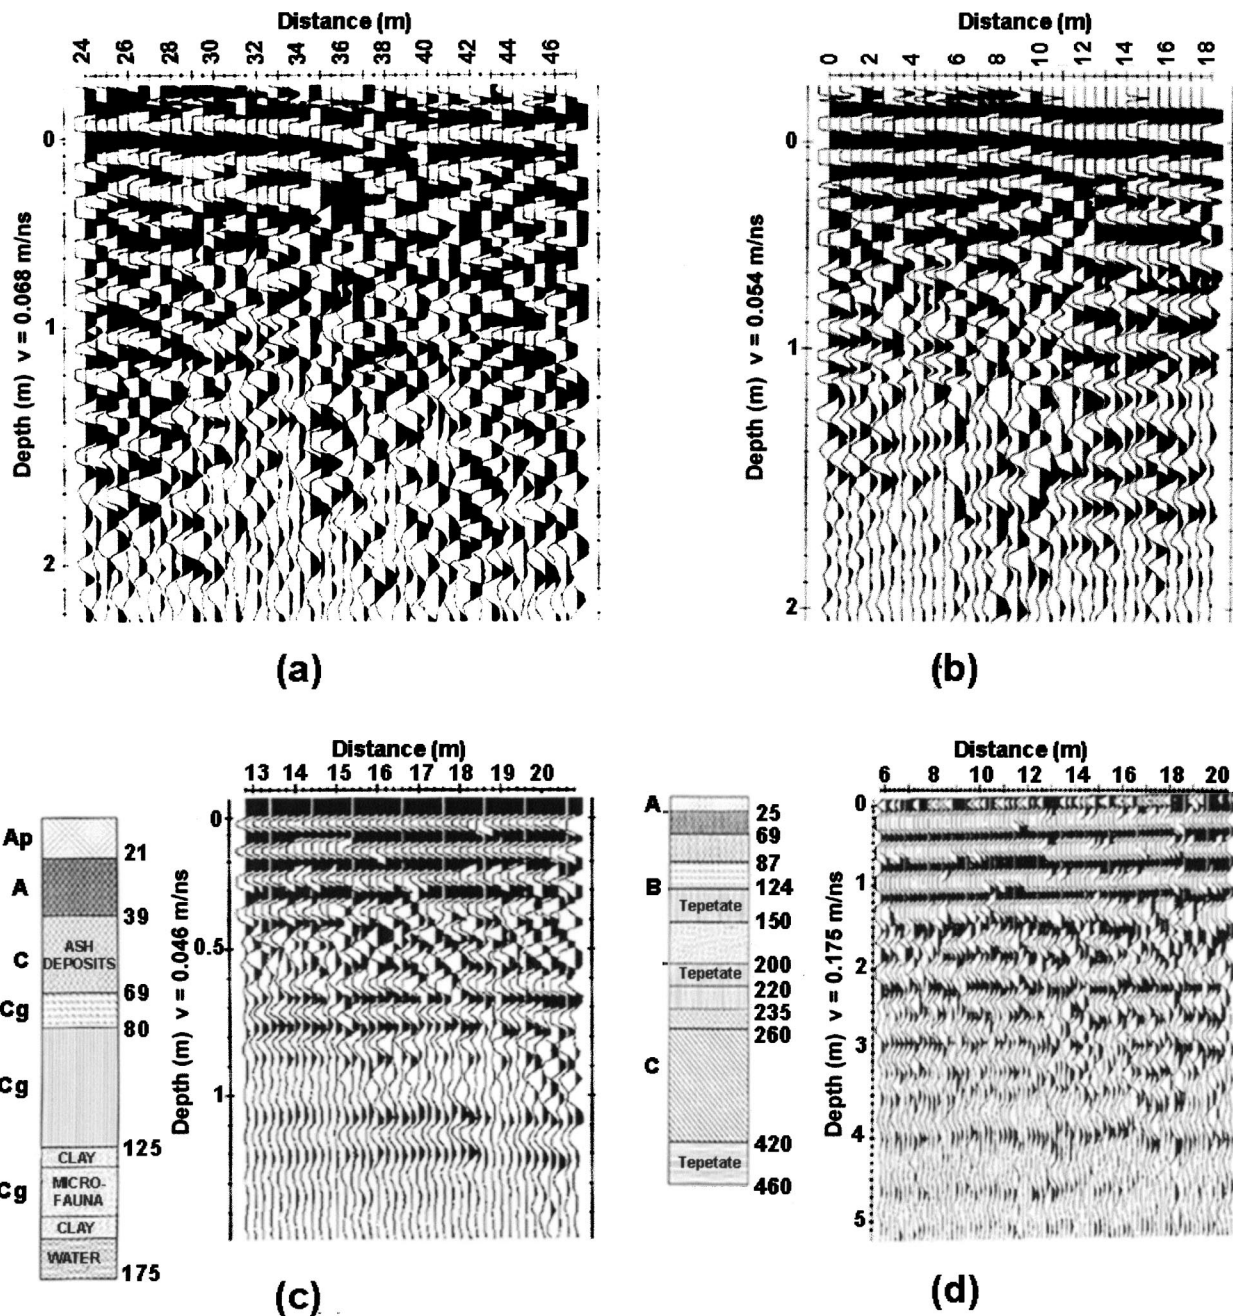 Distance (m)
24 26 28 30 32 34 36 38 40 42 44 46
0
1
2
Depth (m) v = 0.068 m/ns
(a)
Distance (m)
0 2 4 6 8 10 12 14 16 18
0
1
2
Depth (m) v = 0.054 m/ns
(b)
Distance (m)
13 14 15 16 17 18 19 20
0
0.5
1
Depth (m) v = 0.046 m/ns
Ap
21
A
39
C
ASH
DEPOSITS
69
Cg
80
Cg
125
CLAY
Cg
MICRO-
FAUNA
CLAY
WATER
175
(c)
Distance (m)
6 8 10 12 14 16 18 20
0
1
2
3
4
5
Depth (m) v = 0.175 m/ns
A
25
69
87
B
124
Tepetate
150
200
Tepetate
220
235
260
C
420
Tepetate
460
(d)